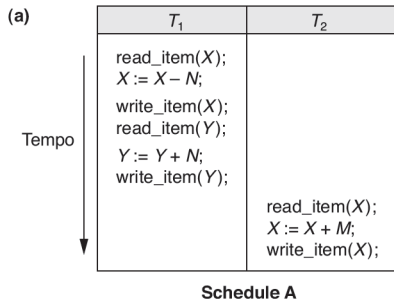 (a)
T1 T2
read_item(X);
X := X – N;
write_item(X);
read_item(Y);
Tempo
Y := Y + N;
write_item(Y);
read_item(X);
X := X + M;
write_item(X);
Schedule A